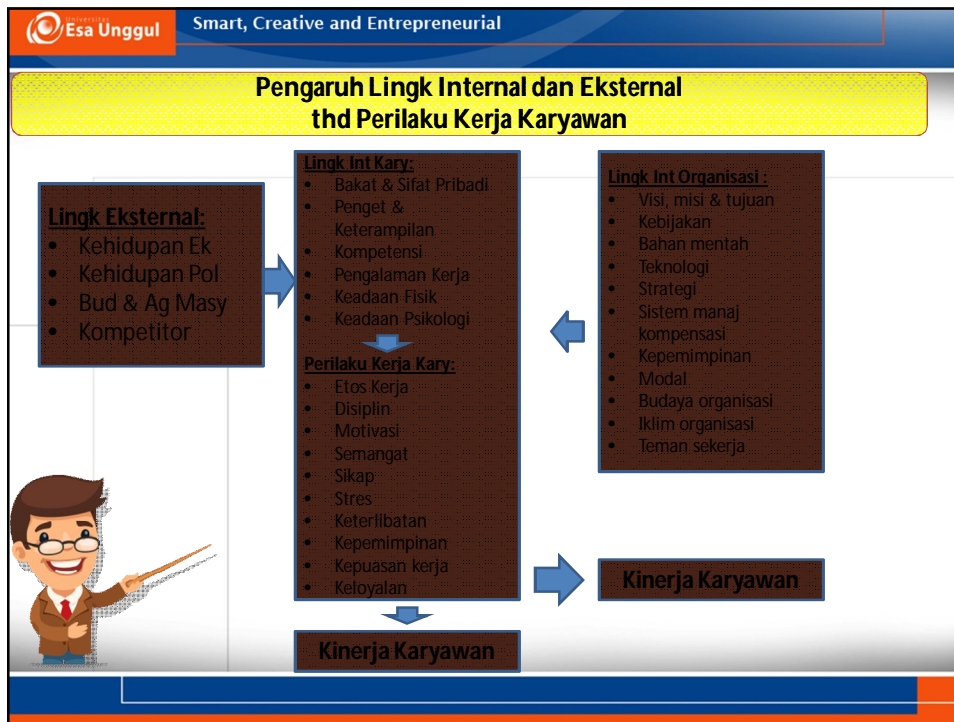 Universitas
Esa Unggul
Smart, Creative and Entrepreneurial
Pengaruh Lingk Internal dan Eksternal
thd Perilaku Kerja Karyawan
Lingk Eksternal:
• Kehidupan Ek
• Kehidupan Pol
• Bud & Ag Masy
• Kompetitor
Lingk Int Kary:
• Bakat & Sifat Pribadi
• Penget &
Keterampilan
• Kompetensi
• Pengalaman Kerja
• Keadaan Fisik
• Keadaan Psikologi
Perilaku Kerja Kary:
• Etos Kerja
• Disiplin
• Motivasi
• Semangat
• Sikap
• Stres
• Keterlibatan
• Kepemimpinan
• Kepuasan kerja
• Keloyalan
Lingk Int Organisasi :
• Visi, misi & tujuan
• Kebijakan
• Bahan mentah
• Teknologi
• Strategi
• Sistem manaj
kompensasi
• Kepemimpinan
• Modal
• Budaya organisasi
• Iklim organisasi
• Teman sekerja
Kinerja Karyawan
Kinerja Karyawan